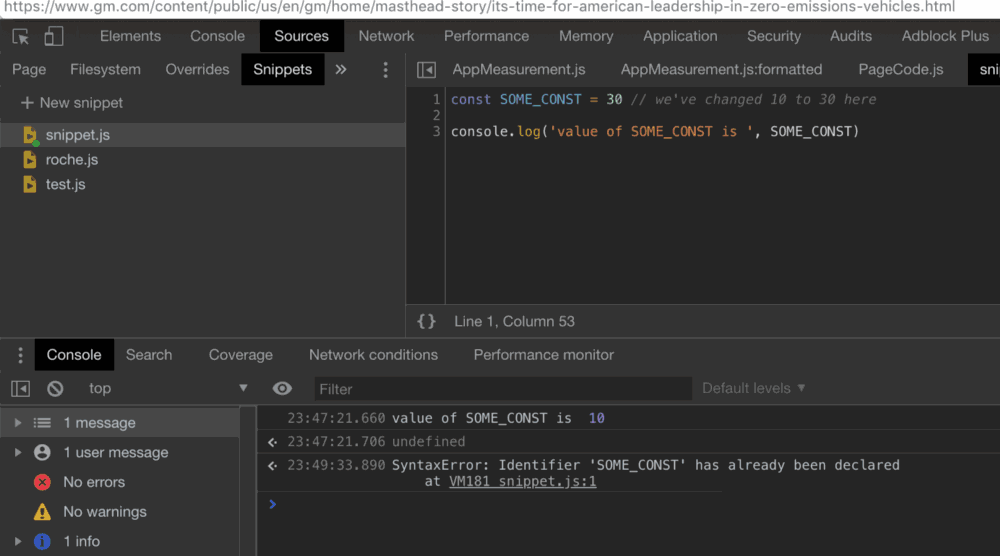 https://www.gm.com/content/public/us/en/gm/home/masthead-story/its-time-for-american-leadership-in-zero-emissions-vehicles.html
Elements Console Sources Network Performance Memory Application Security Audits Adblock Plus
Page Filesystem Overrides Snippets » AppMeasurement.js AppMeasurement.js:formatted PageCode.js sni
+ New snippet
snippet.js
roche.js
test.js
1 const SOME_CONST = 30 // we've changed 10 to 30 here
2
3 console.log('value of SOME_CONST is ', SOME_CONST)
{} Line 1, Column 53
Console Search Coverage Network conditions Performance monitor
top Filter Default levels
1 message
1 user message
No errors
No warnings
1 info
23:47:21.660 value of SOME_CONST is 10
23:47:21.706 undefined
23:49:33.890 SyntaxError: Identifier 'SOME_CONST' has already been declared
at VM181 snippet.js:1